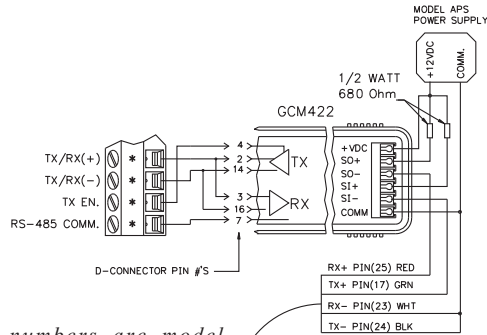 MODEL APS
POWER SUPPLY
+12VDC
COMM.
1/2 WATT
680 Ohm
GCM422
TX/RX(+) * 2
TX/RX(-) * 14
TX EN. * 4
RS-485 COMM. * 7
3
16
TX
RX
+VDC
SO+
SO-
SI+
SI-
COMM
D-CONNECTOR PIN #'S
RX+ PIN(25) RED
TX+ PIN(17) GRN
RX- PIN(23) WHT
TX- PIN(24) BLK
numbers are model